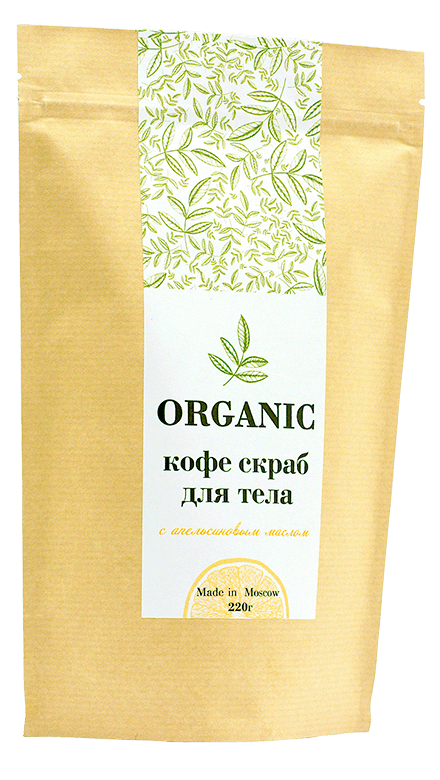 ORGANIC
кофе скраб
для тела
с апельсиновым маслом
Made in Moscow
220г